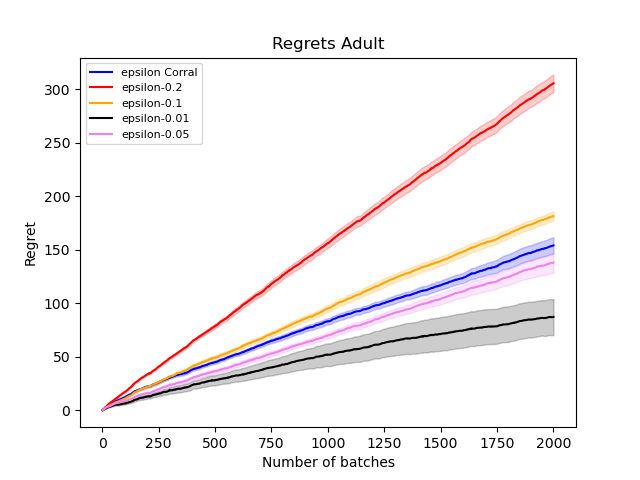 Regrets Adult
epsilon Corral
epsilon-0.2
epsilon-0.1
epsilon-0.01
epsilon-0.05
Regret
300
250
200
150
100
50
0
0 250 500 750 1000 1250 1500 1750 2000
Number of batches